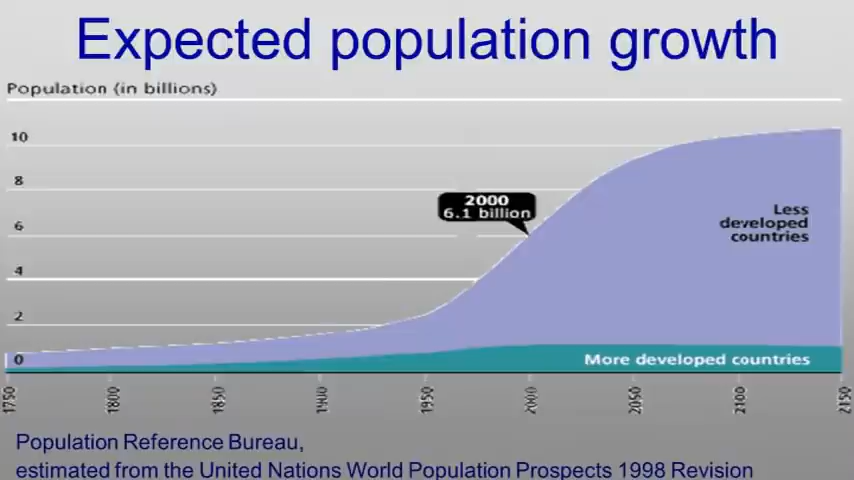 Expected population growth
Population (in billions)
10
8
6
4
2
0
2000
6.1 billion
Less
developed
countries
More developed countries
1750
1800
1850
1900
1950
2000
2050
2100
2150
Population Reference Bureau,
estimated from the United Nations World Population Prospects 1998 Revision